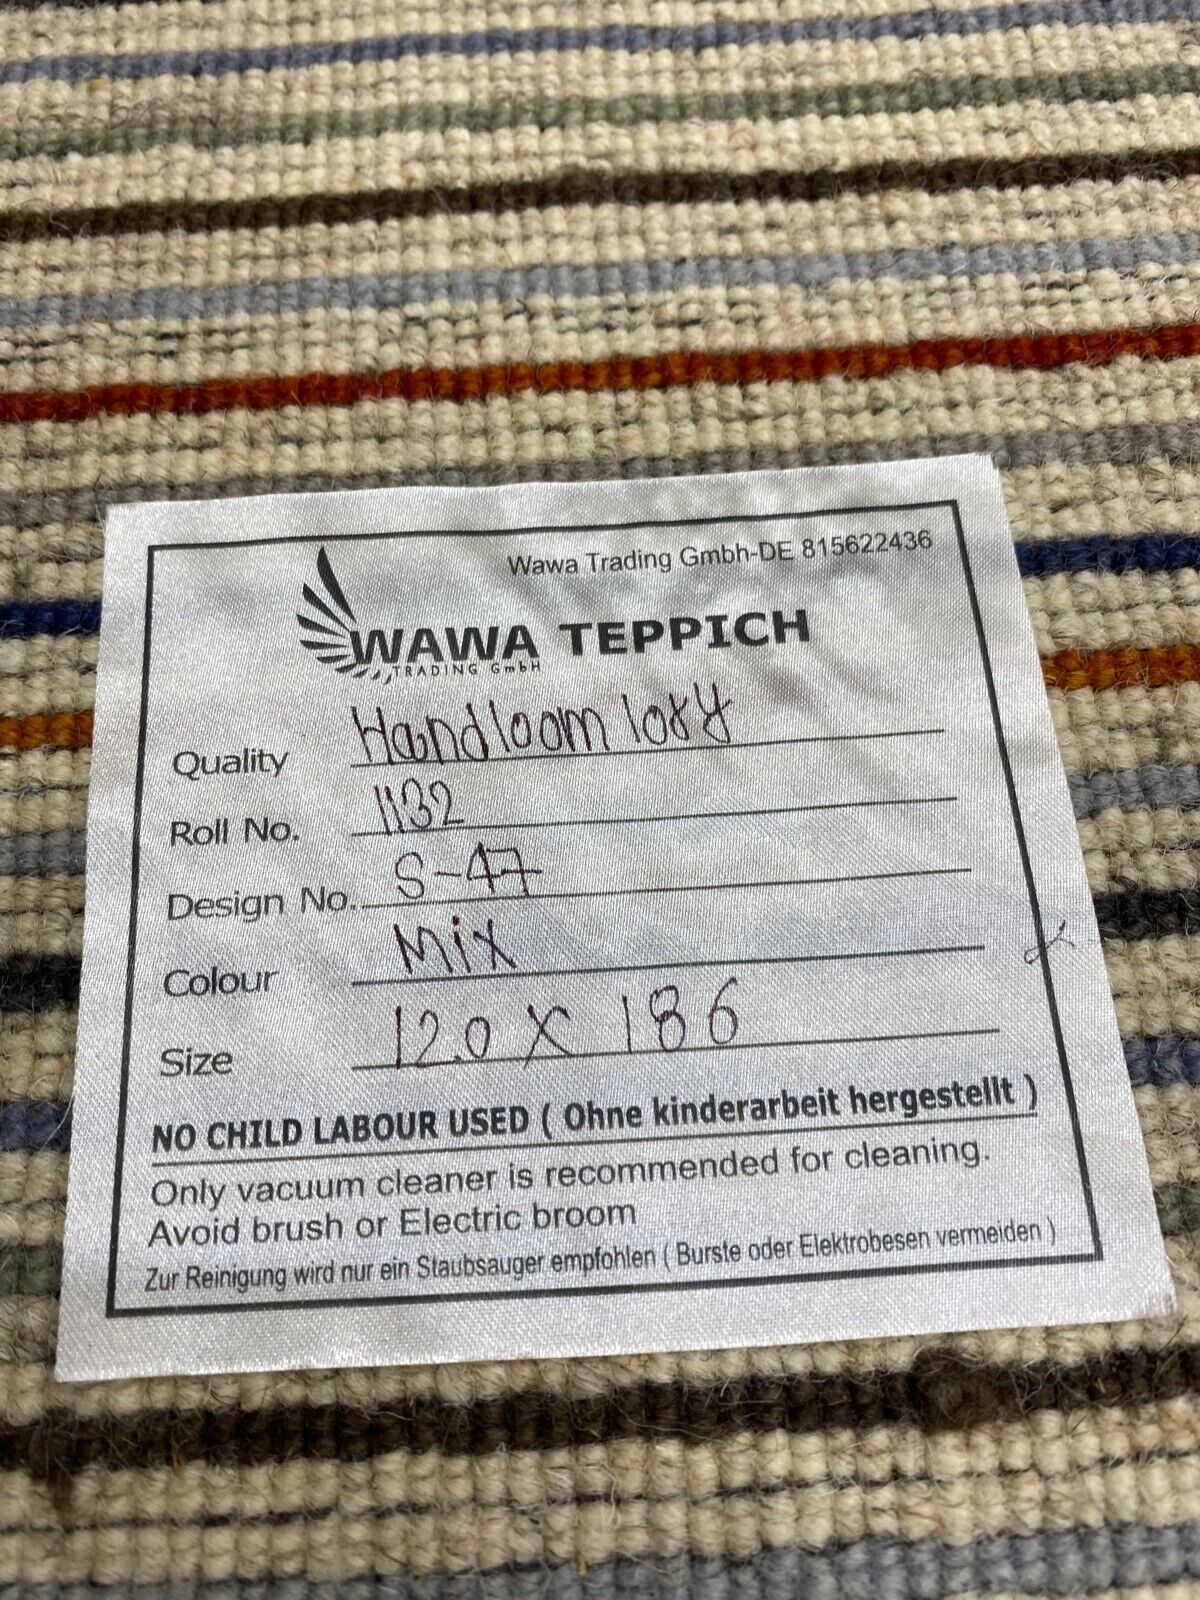 Wawa Trading Gmbh-DE 815622436
WAWA TEPPICH
TRADING GmbH
Quality Handloom
Roll No. 1132
Design No. S-47
Colour Mix
Size 120 X 186
NO CHILD LABOUR USED ( Ohne kinderarbeit hergestellt )
Only vacuum cleaner is recommended for cleaning.
Avoid brush or Electric broom
Zur Reinigung wird nur ein Staubsauger empfohlen ( Burste oder Elektrobesen vermeiden )